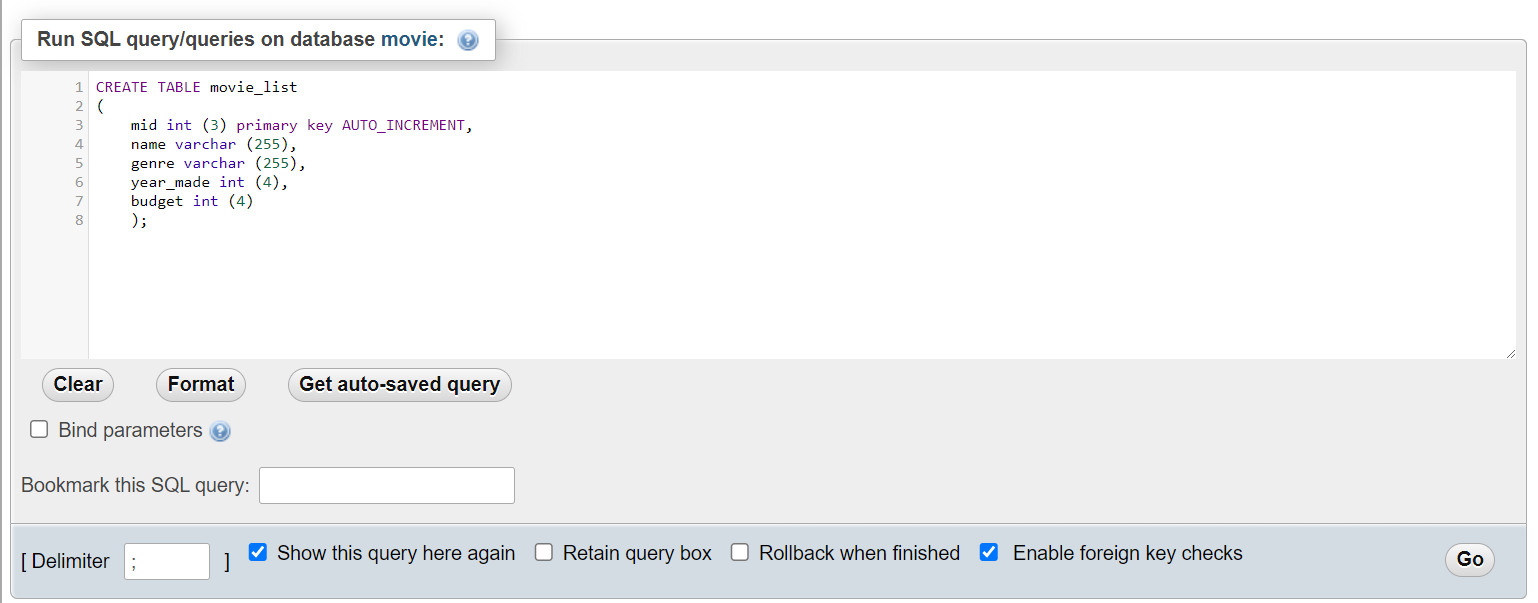 Run SQL query/queries on database movie:
1 CREATE TABLE movie_list
2 (
3 mid int (3) primary key AUTO_INCREMENT,
4 name varchar (255),
5 genre varchar (255),
6 year_made int (4),
7 budget int (4)
8 );
Clear Format Get auto-saved query
Bind parameters
Bookmark this SQL query:
[ Delimiter ; ] Show this query here again Retain query box Rollback when finished Enable foreign key checks Go